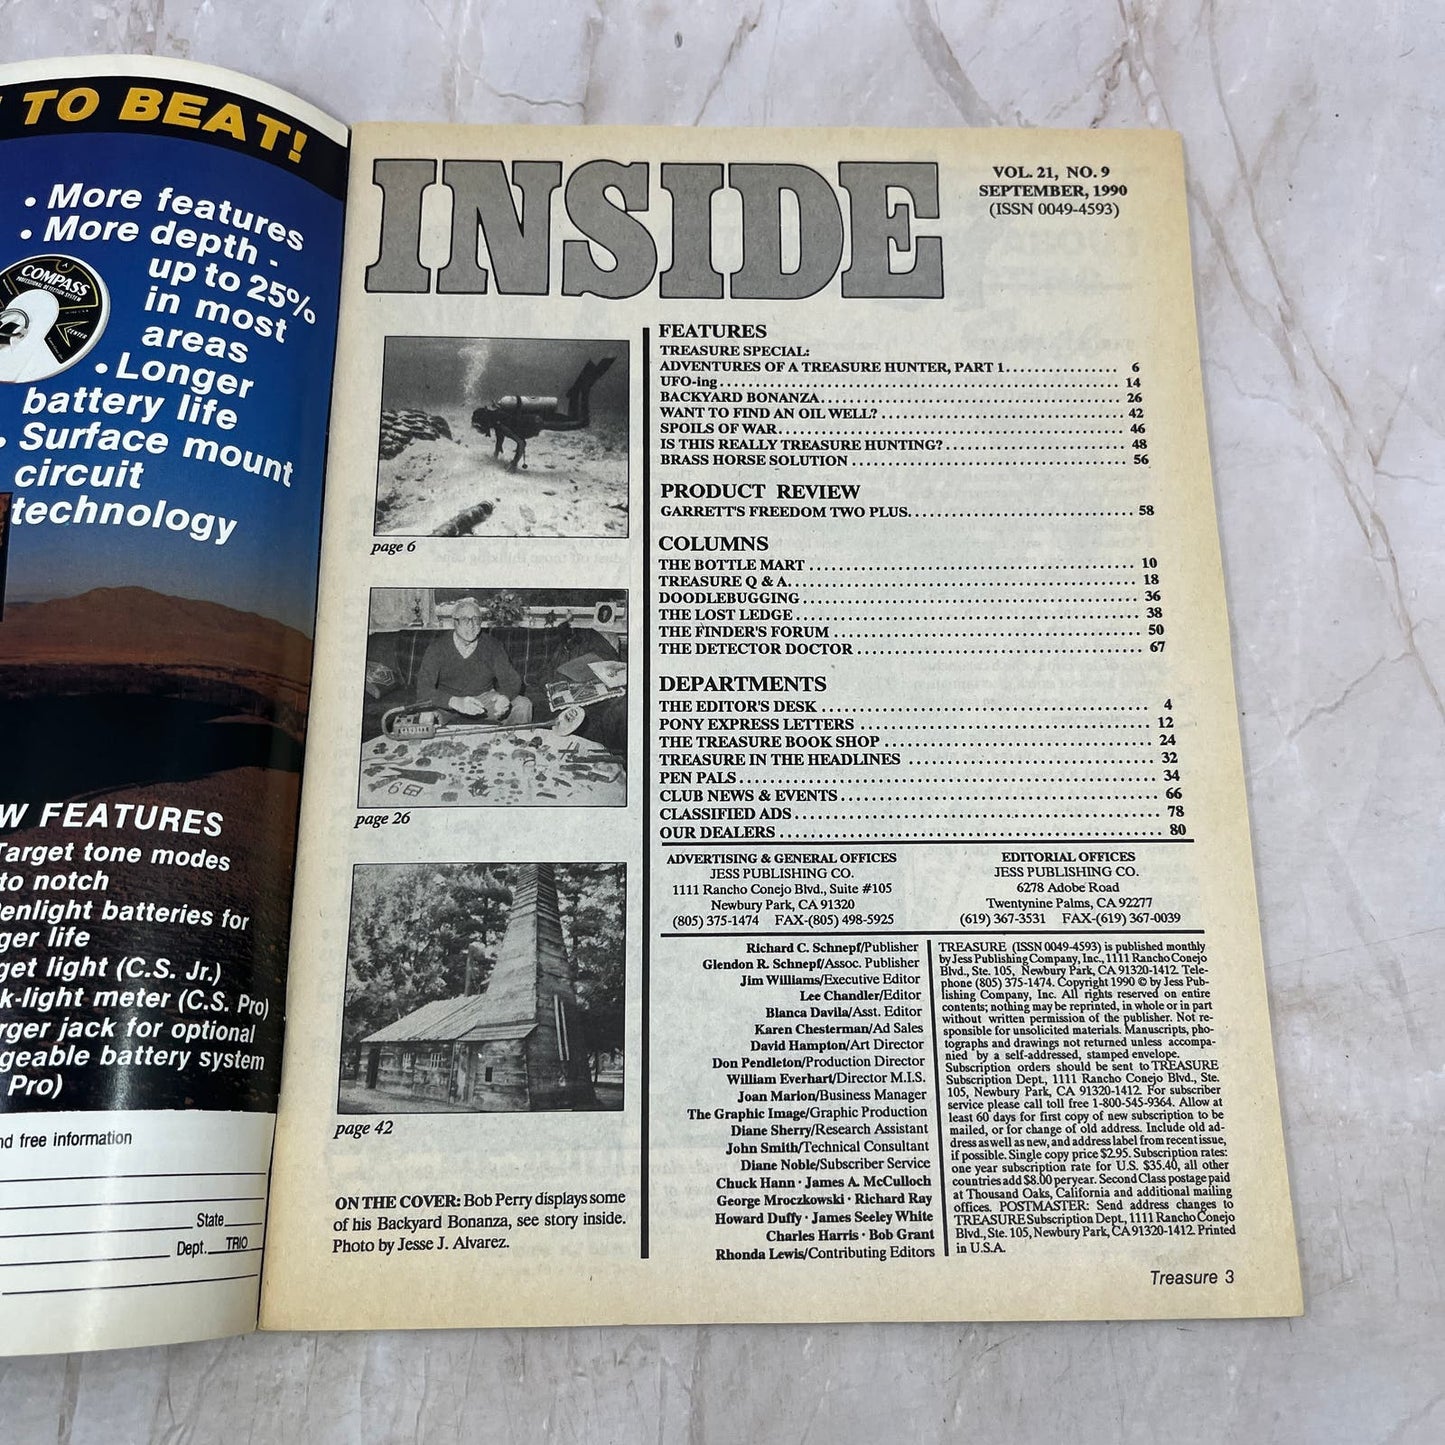 TO BEAT!
• More features
• More depth -
up to 25%
in most
areas
• Longer
battery life
• Surface mount
circuit
technology
COMPASS
PROFESSIONAL DETECTION SYSTEM
FEATURES
Target tone modes
to notch
enlight batteries for
ger life
get light (C.S. Jr.)
k-light meter (C.S. Pro)
rger jack for optional
geable battery system
Pro)
nd free information
State
Dept. TRIO
INSIDE
VOL. 21, NO. 9
SEPTEMBER, 1990
(ISSN 0049-4593)
page 6
page 26
page 42
ON THE COVER: Bob Perry displays some
of his Backyard Bonanza, see story inside.
Photo by Jesse J. Alvarez.
FEATURES
TREASURE SPECIAL:
ADVENTURES OF A TREASURE HUNTER, PART 1 6
UFO-ing 14
BACKYARD BONANZA 26
WANT TO FIND AN OIL WELL? 42
SPOILS OF WAR 46
IS THIS REALLY TREASURE HUNTING? 48
BRASS HORSE SOLUTION 56
PRODUCT REVIEW
GARRETT'S FREEDOM TWO PLUS 58
COLUMNS
THE BOTTLE MART 10
TREASURE Q & A 18
DOODLEBUGGING 36
THE LOST LEDGE 38
THE FINDER'S FORUM 50
THE DETECTOR DOCTOR 67
DEPARTMENTS
THE EDITOR'S DESK 4
PONY EXPRESS LETTERS 12
THE TREASURE BOOK SHOP 24
TREASURE IN THE HEADLINES 32
PEN PALS 34
CLUB NEWS & EVENTS 66
CLASSIFIED ADS 78
OUR DEALERS 80
ADVERTISING & GENERAL OFFICES
JESS PUBLISHING CO.
1111 Rancho Conejo Blvd., Suite #105
Newbury Park, CA 91320
(805) 375-1474 FAX-(805) 498-5925
EDITORIAL OFFICES
JESS PUBLISHING CO.
6278 Adobe Road
Twentynine Palms, CA 92277
(619) 367-3531 FAX-(619) 367-0039
Richard C. Schnepf/Publisher
Glendon R. Schnepf/Assoc. Publisher
Jim Williams/Executive Editor
Lee Chandler/Editor
Blanca Davila/Asst. Editor
Karen Chesterman/Ad Sales
David Hampton/Art Director
Don Pendleton/Production Director
William Everhart/Director M.I.S.
Joan Marlon/Business Manager
The Graphic Image/Graphic Production
Diane Sherry/Research Assistant
John Smith/Technical Consultant
Diane Noble/Subscriber Service
Chuck Hann · James A. McCulloch
George Mroczkowski · Richard Ray
Howard Duffy · James Seeley White
Charles Harris · Bob Grant
Rhonda Lewis/Contributing Editors
TREASURE (ISSN 0049-4593) is published monthly
by Jess Publishing Company, Inc., 1111 Rancho Conejo
Blvd., Ste. 105, Newbury Park, CA 91320-1412. Tele-
phone (805) 375-1474. Copyright 1990 © by Jess Pub-
lishing Company, Inc. All rights reserved on entire
contents; nothing may be reprinted, in whole or in part
without written permission of the publisher. Not re-
sponsible for unsolicited materials. Manuscripts, pho-
tographs and drawings not returned unless accompa-
nied by a self-addressed, stamped envelope.
Subscription orders should be sent to TREASURE
Subscription Dept., 1111 Rancho Conejo Blvd., Ste.
105, Newbury Park, CA 91320-1412. For subscriber
service please call toll free 1-800-545-9364. Allow at
least 60 days for first copy of new subscription to be
mailed, or for change of old address. Include old ad-
dress as well as new, and address label from recent issue,
if possible. Single copy price $2.95. Subscription rates:
one year subscription rate for U.S. $35.40, all other
countries add $8.00 per year. Second Class postage paid
at Thousand Oaks, California and additional mailing
offices. POSTMASTER: Send address changes to
TREASURE Subscription Dept., 1111 Rancho Conejo
Blvd., Ste. 105, Newbury Park, CA 91320-1412. Printed
in U.S.A.
Treasure 3